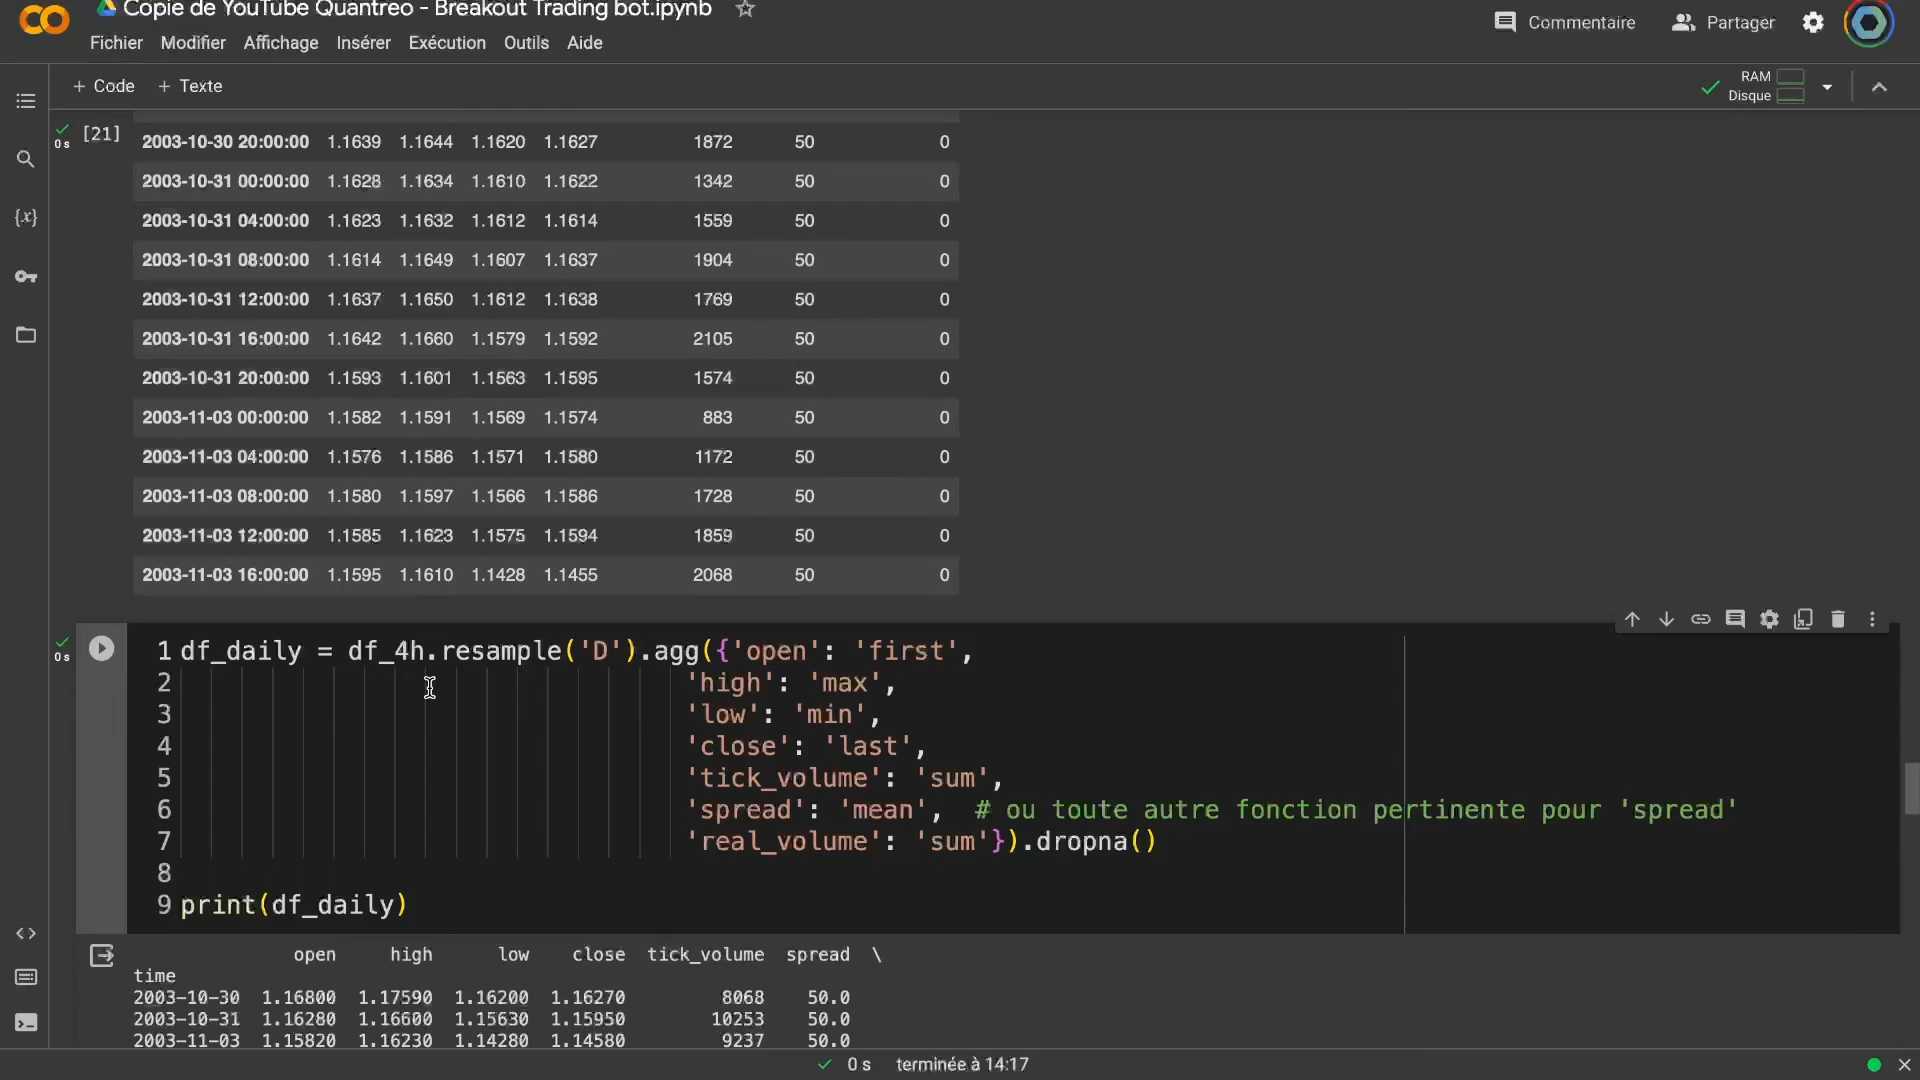 Copie de YouTube Quantreo - Breakout Trading bot.ipynb
Commentaire
Partager
Fichier Modifier Affichage Insérer Exécution Outils Aide
+ Code + Texte
RAM
Disque
[21]
0 s
2003-10-30 20:00:00 1.1639 1.1644 1.1620 1.1627 1872 50 0
2003-10-31 00:00:00 1.1628 1.1634 1.1610 1.1622 1342 50 0
2003-10-31 04:00:00 1.1623 1.1632 1.1612 1.1614 1559 50 0
2003-10-31 08:00:00 1.1614 1.1649 1.1607 1.1637 1904 50 0
2003-10-31 12:00:00 1.1637 1.1650 1.1612 1.1638 1769 50 0
2003-10-31 16:00:00 1.1642 1.1660 1.1579 1.1592 2105 50 0
2003-10-31 20:00:00 1.1593 1.1601 1.1563 1.1595 1574 50 0
2003-11-03 00:00:00 1.1582 1.1591 1.1569 1.1574 883 50 0
2003-11-03 04:00:00 1.1576 1.1586 1.1571 1.1580 1172 50 0
2003-11-03 08:00:00 1.1580 1.1597 1.1566 1.1586 1728 50 0
2003-11-03 12:00:00 1.1585 1.1623 1.1575 1.1594 1859 50 0
2003-11-03 16:00:00 1.1595 1.1610 1.1428 1.1455 2068 50 0
0 s
1 df_daily = df_4h.resample('D').agg({'open': 'first',
2 'high': 'max',
3 'low': 'min',
4 'close': 'last',
5 'tick_volume': 'sum',
6 'spread': 'mean', # ou toute autre fonction pertinente pour 'spread'
7 'real_volume': 'sum'}).dropna()
8
9 print(df_daily)
open high low close tick_volume spread \
time
2003-10-30 1.16800 1.17590 1.16200 1.16270 8068 50.0
2003-10-31 1.16280 1.16600 1.15630 1.15950 10253 50.0
2003-11-03 1.15820 1.16230 1.14280 1.14580 9237 50.0
0 s terminée à 14:17